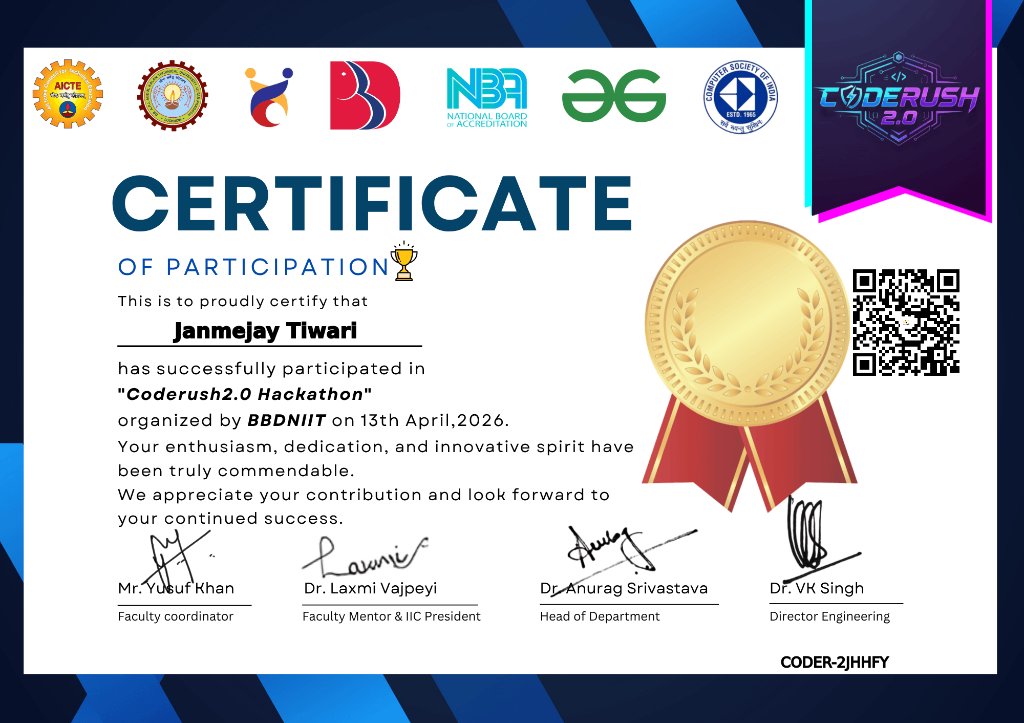 AICTE
NBA
NATIONAL BOARD
OF ACCREDITATION
COMPUTER SOCIETY OF INDIA
ESTD. 1965
CODERUSH
2.0
CERTIFICATE
OF PARTICIPATION
This is to proudly certify that
Janmejay Tiwari
has successfully participated in
"Coderush2.0 Hackathon"
organized by BBDNIIT on 13th April,2026.
Your enthusiasm, dedication, and innovative spirit have
been truly commendable.
We appreciate your contribution and look forward to
your continued success.
Mr. Yusuf Khan
Faculty coordinator
Dr. Laxmi Vajpeyi
Faculty Mentor & IIC President
Dr. Anurag Srivastava
Head of Department
Dr. VK Singh
Director Engineering
CODER-2JHHFY